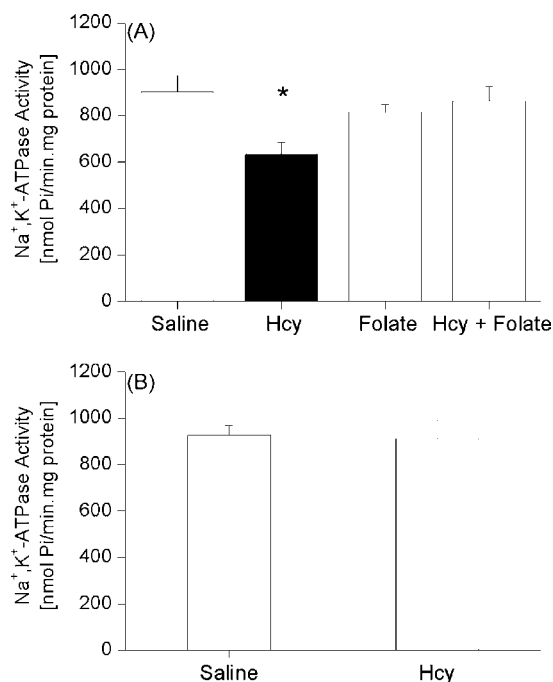 (A)
1200
1000
800
600
400
200
0
Na⁺,K⁺-ATPase Activity
[nmol Pi/min.mg protein]
*
Saline Hcy Folate Hcy + Folate
(B)
1200
1000
800
600
400
200
0
Na⁺,K⁺-ATPase Activity
[nmol Pi/min.mg protein]
Saline Hcy